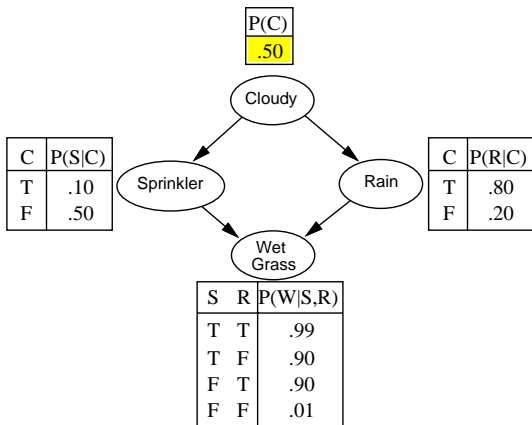 P(C)
.50
Cloudy
C P(S|C)
T .10
F .50
Sprinkler
Rain
C P(R|C)
T .80
F .20
Wet
Grass
S R P(W|S,R)
T T .99
T F .90
F T .90
F F .01